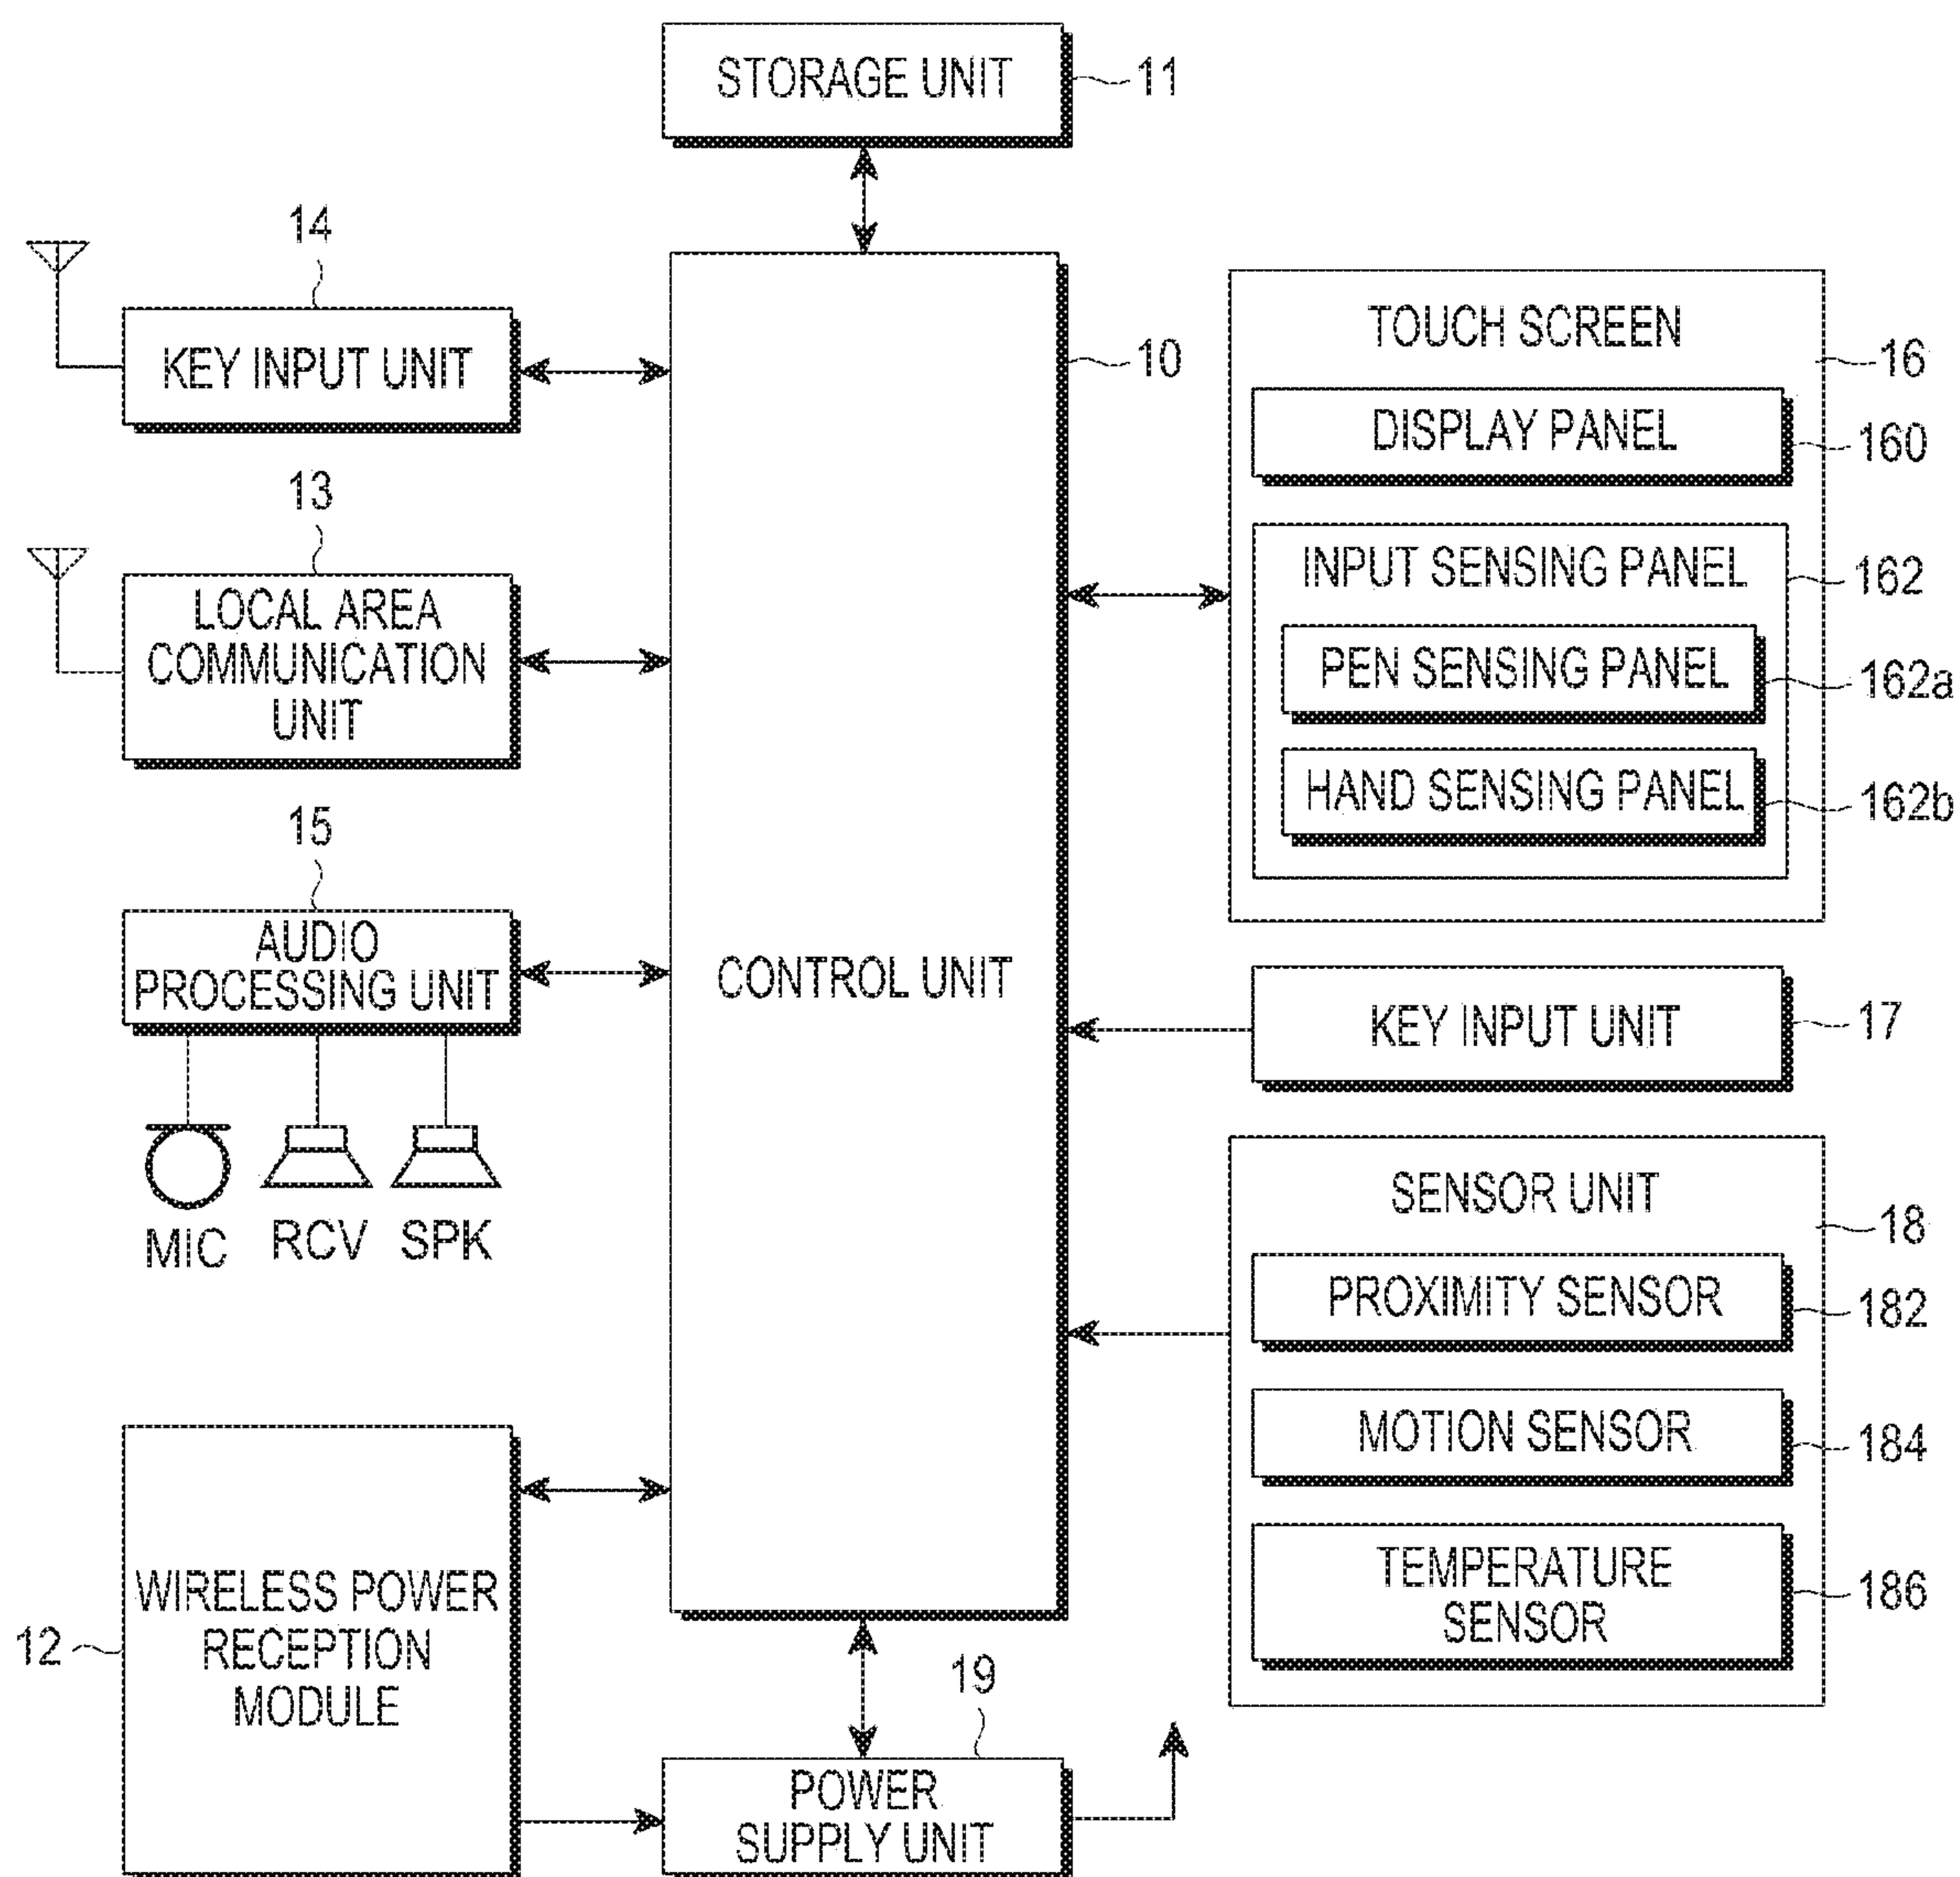 STORAGE UNIT
11
14
KEY INPUT UNIT
13
LOCAL AREA
COMMUNICATION
UNIT
15
AUDIO
PROCESSING UNIT
MIC
RCV
SPK
WIRELESS POWER
RECEPTION
MODULE
12
CONTROL UNIT
10
TOUCH SCREEN
16
DISPLAY PANEL
160
INPUT SENSING PANEL
162
PEN SENSING PANEL
162a
HAND SENSING PANEL
162b
KEY INPUT UNIT
17
SENSOR UNIT
18
PROXIMITY SENSOR
182
MOTION SENSOR
184
TEMPERATURE
SENSOR
186
19
POWER
SUPPLY UNIT